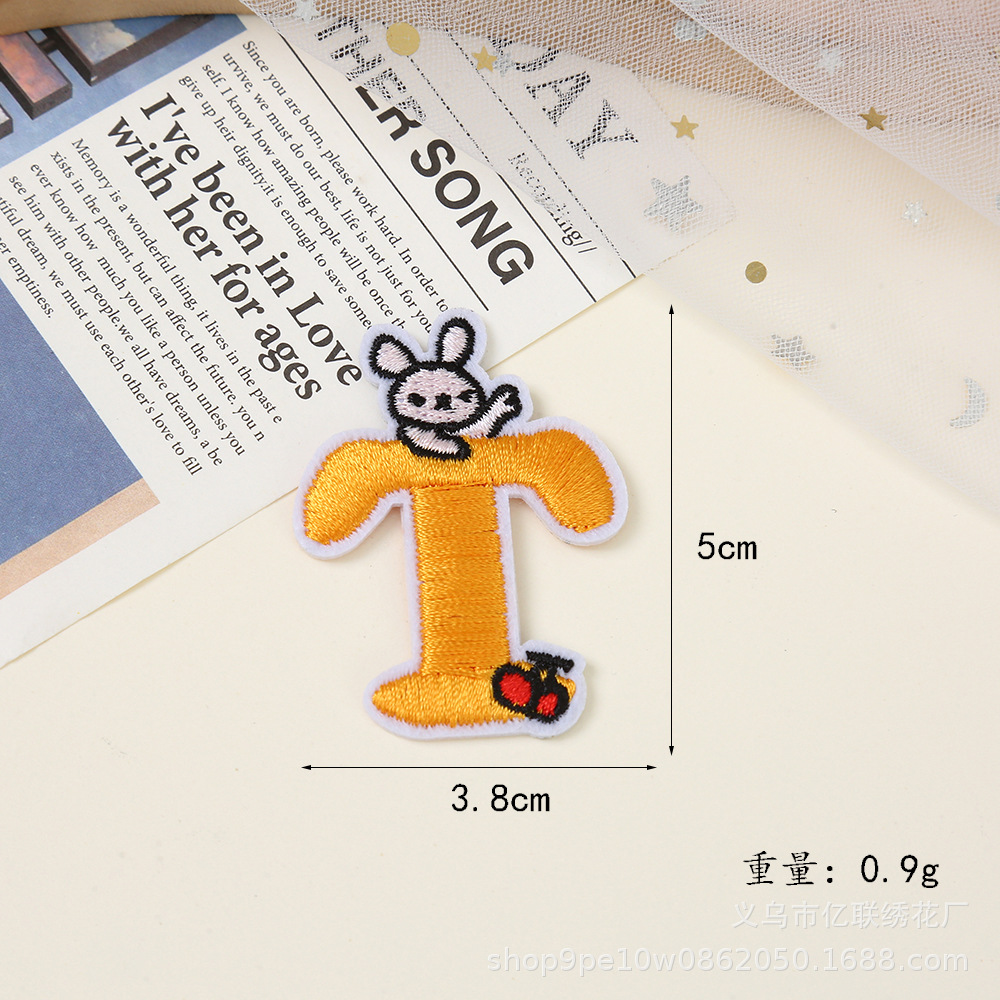 ER SONG
DAY
Recording//
Since you are born, please work hard. In order to
survive, we must do our best, life is not just for you
self. I know how amazing people will be once the
give up heir dignity.it is enough to save some
I've been in Love
with her for ages
Memory is a wonderful thing, it lives in the past e
xists in the present, but can affect the future, you n
ever know how much you like a person unless you
see him with other people.we all have dreams, a be
tiful dream, we must use each other's love to fill
er emptiness.
T
5cm
3.8cm
重量：0.9g
义乌市亿联绣花厂
shop9pe10w0862050.1688.com